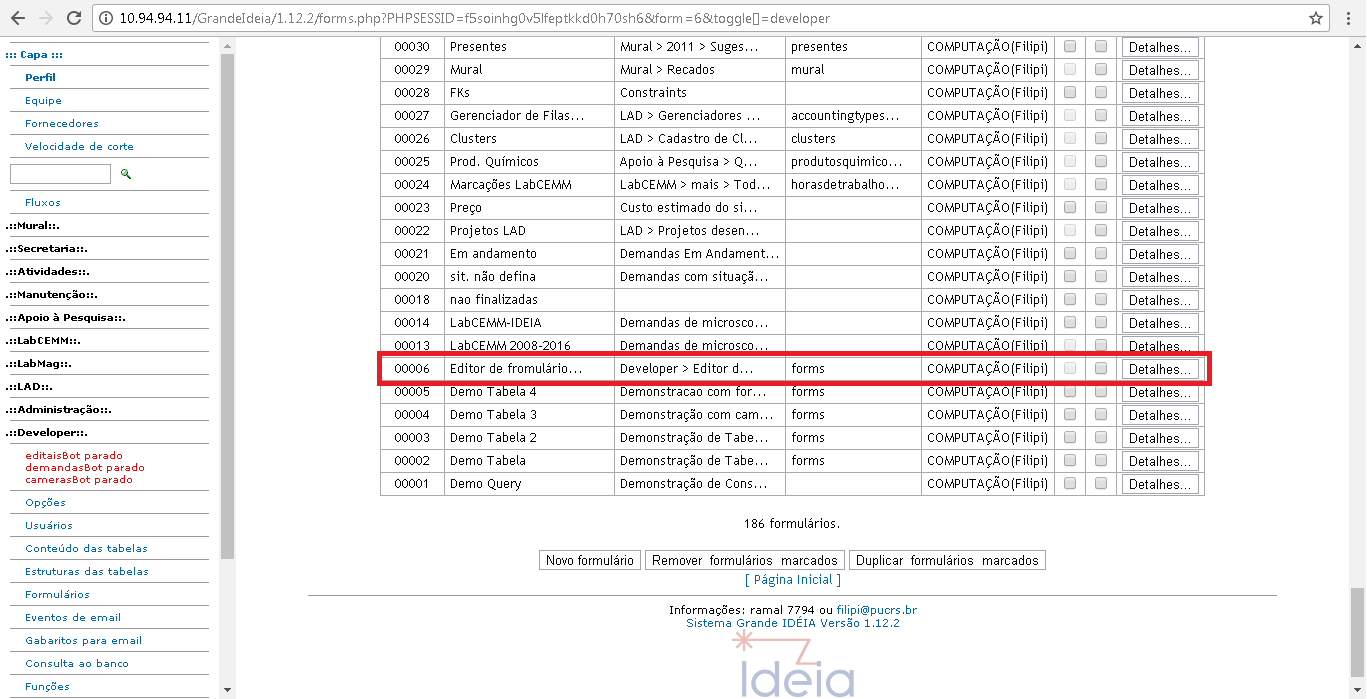 10.94.94.11/GrandeIdeia/1.12.2/forms.php?PHPSESSID=f5soinhg0v5lfeptkkd0h70sh6&form=6&toggle[]=developer
::: Capa :::
Perfil
Equipe
Fornecedores
Velocidade de corte
Fluxos
.::Mural::.
.::Secretaria::.
.::Atividades::.
.::Manutenção::.
.::Apoio à Pesquisa::.
.::LabCEMM::.
.::LabMag::.
.::LAD::.
.::Administração::.
.::Developer::.
editaisBot parado
demandasBot parado
camerasBot parado
Opções
Usuários
Conteúdo das tabelas
Estruturas das tabelas
Formulários
Eventos de email
Gabaritos para email
Consulta ao banco
Funções
00030 Presentes Mural > 2011 > Suges... presentes COMPUTAÇÃO(Filipi) Detalhes...
00029 Mural Mural > Recados mural COMPUTAÇÃO(Filipi) Detalhes...
00028 FKs Constraints COMPUTAÇÃO(Filipi) Detalhes...
00027 Gerenciador de Filas... LAD > Gerenciadores ... accountingtypes... COMPUTAÇÃO(Filipi) Detalhes...
00026 Clusters LAD > Cadastro de Cl... clusters COMPUTAÇÃO(Filipi) Detalhes...
00025 Prod. Químicos Apoio à Pesquisa > Q... produtosquimico... COMPUTAÇÃO(Filipi) Detalhes...
00024 Marcações LabCEMM LabCEMM > mais > Tod... horasdetrabalho... COMPUTAÇÃO(Filipi) Detalhes...
00023 Preço Custo estimado do si... COMPUTAÇÃO(Filipi) Detalhes...
00022 Projetos LAD LAD > Projetos desen... COMPUTAÇÃO(Filipi) Detalhes...
00021 Em andamento Demandas Em Andament... COMPUTAÇÃO(Filipi) Detalhes...
00020 sit. não defina Demandas com situaçã... COMPUTAÇÃO(Filipi) Detalhes...
00018 nao finalizadas COMPUTAÇÃO(Filipi) Detalhes...
00014 LabCEMM-IDEIA Demandas de microsco... COMPUTAÇÃO(Filipi) Detalhes...
00013 LabCEMM 2008-2016 Demandas de microsco... COMPUTAÇÃO(Filipi) Detalhes...
00006 Editor de fromulário... Developer > Editor d... forms COMPUTAÇÃO(Filipi) Detalhes...
00005 Demo Tabela 4 Demonstracao com for... forms COMPUTAÇÃO(Filipi) Detalhes...
00004 Demo Tabela 3 Demonstração com cam... forms COMPUTAÇÃO(Filipi) Detalhes...
00003 Demo Tabela 2 Demonstração de Tabe... forms COMPUTAÇÃO(Filipi) Detalhes...
00002 Demo Tabela Demonstração de Tabe... forms COMPUTAÇÃO(Filipi) Detalhes...
00001 Demo Query Demonstração de Cons... COMPUTAÇÃO(Filipi) Detalhes...
186 formulários.
Novo formulário Remover formulários marcados Duplicar formulários marcados
[ Página Inicial ]
Informações: ramal 7794 ou filipi@pucrs.br
Sistema Grande IDÉIA Versão 1.12.2
Ideia